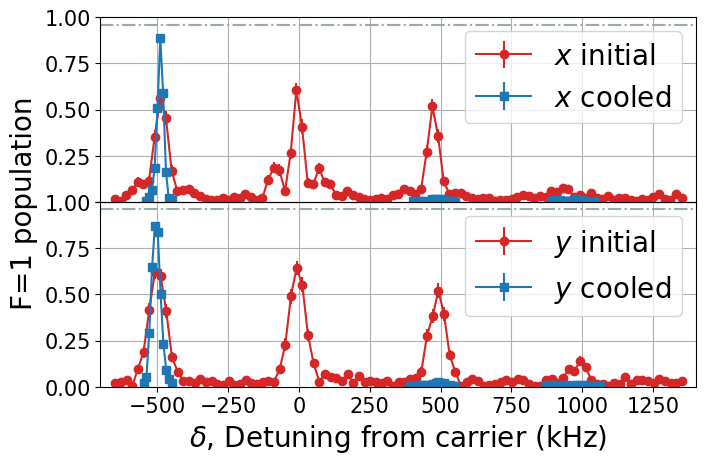 1.00
0.75
0.50
0.25
x initial
x cooled
1.00
0.75
0.50
0.25
0.00
y initial
y cooled
F=1 population
−500 −250 0 250 500 750 1000 1250
δ, Detuning from carrier (kHz)